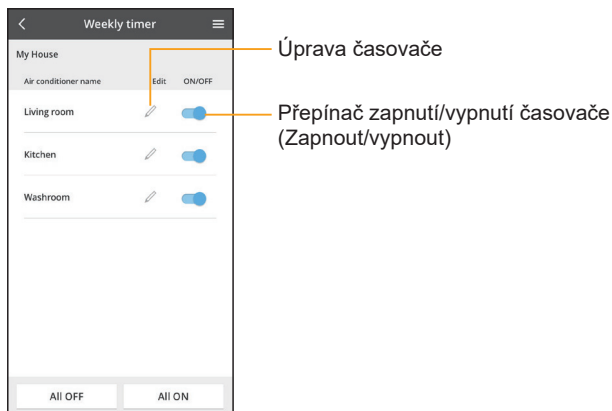 Weekly timer
My House
Air conditioner name Edit ON/OFF
Living room
Kitchen
Washroom
All OFF All ON
Úprava časovače
Přepínač zapnutí/vypnutí časovače
(Zapnout/vypnout)